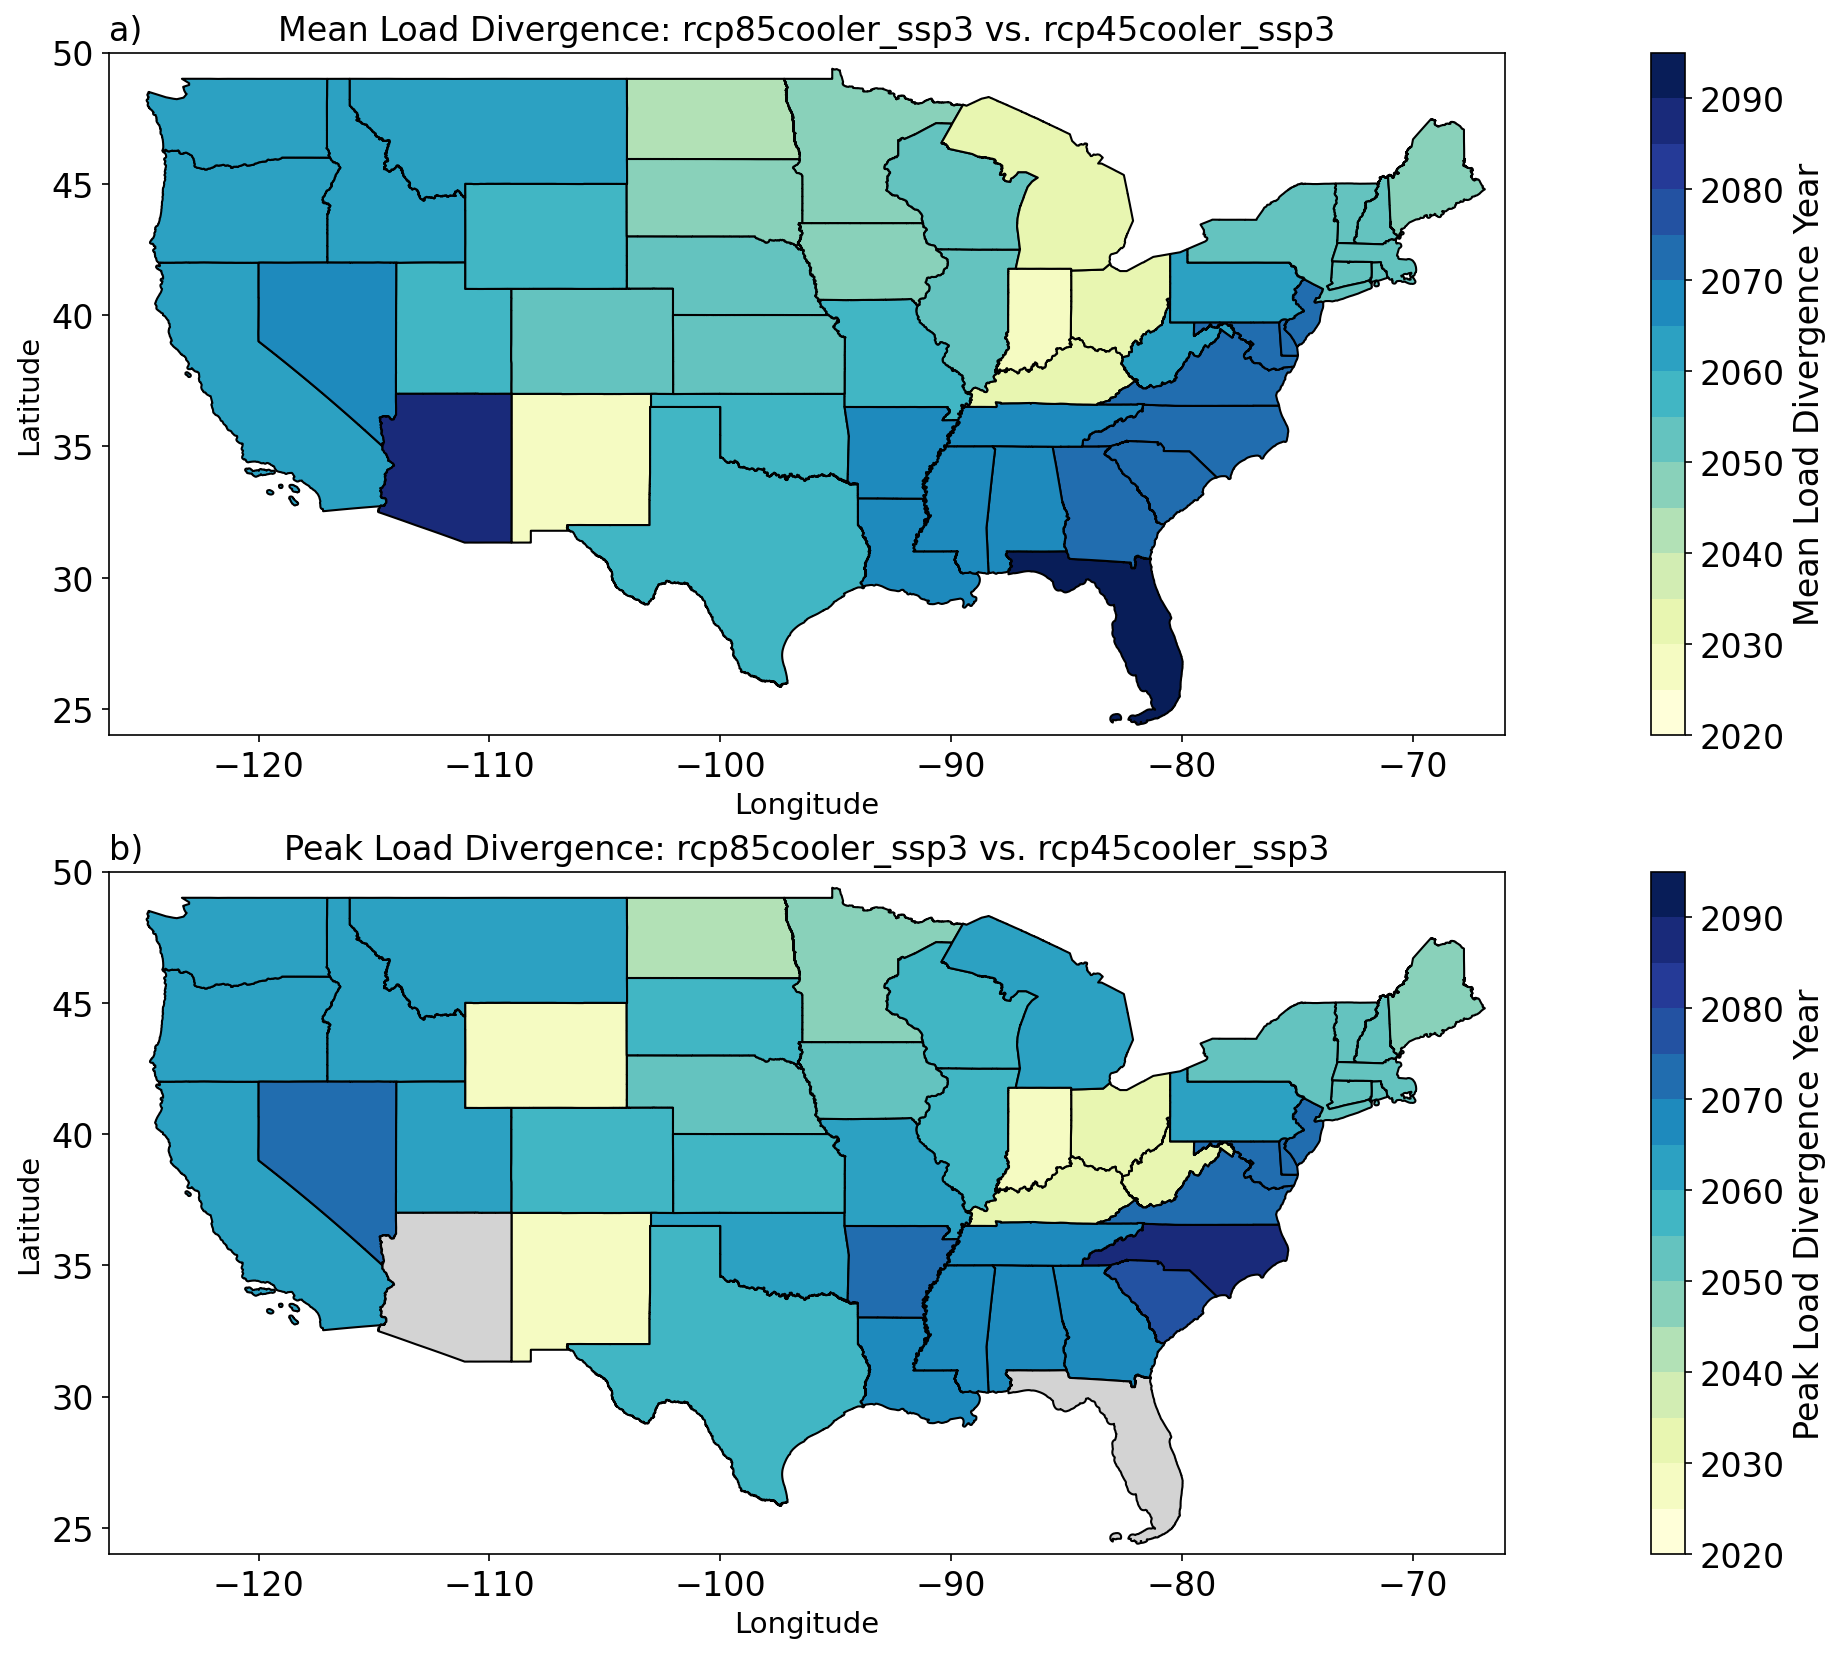 a) Mean Load Divergence: rcp85cooler_ssp3 vs. rcp45cooler_ssp3
50
45
40
35
30
25
Latitude
−120 −110 −100 −90 −80 −70
Longitude
2090
2080
2070
2060
2050
2040
2030
2020
Mean Load Divergence Year
b) Peak Load Divergence: rcp85cooler_ssp3 vs. rcp45cooler_ssp3
50
45
40
35
30
25
Latitude
−120 −110 −100 −90 −80 −70
Longitude
2090
2080
2070
2060
2050
2040
2030
2020
Peak Load Divergence Year